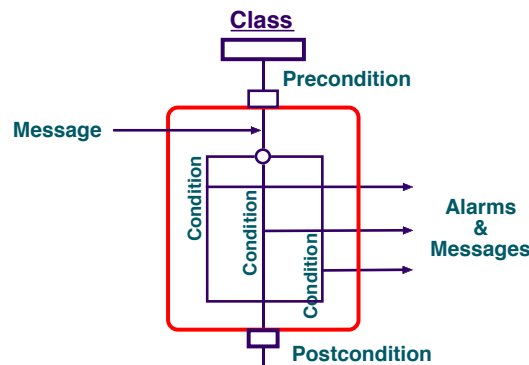 Class
Precondition
Message
Condition
Condition
Condition
Alarms
&
Messages
Postcondition